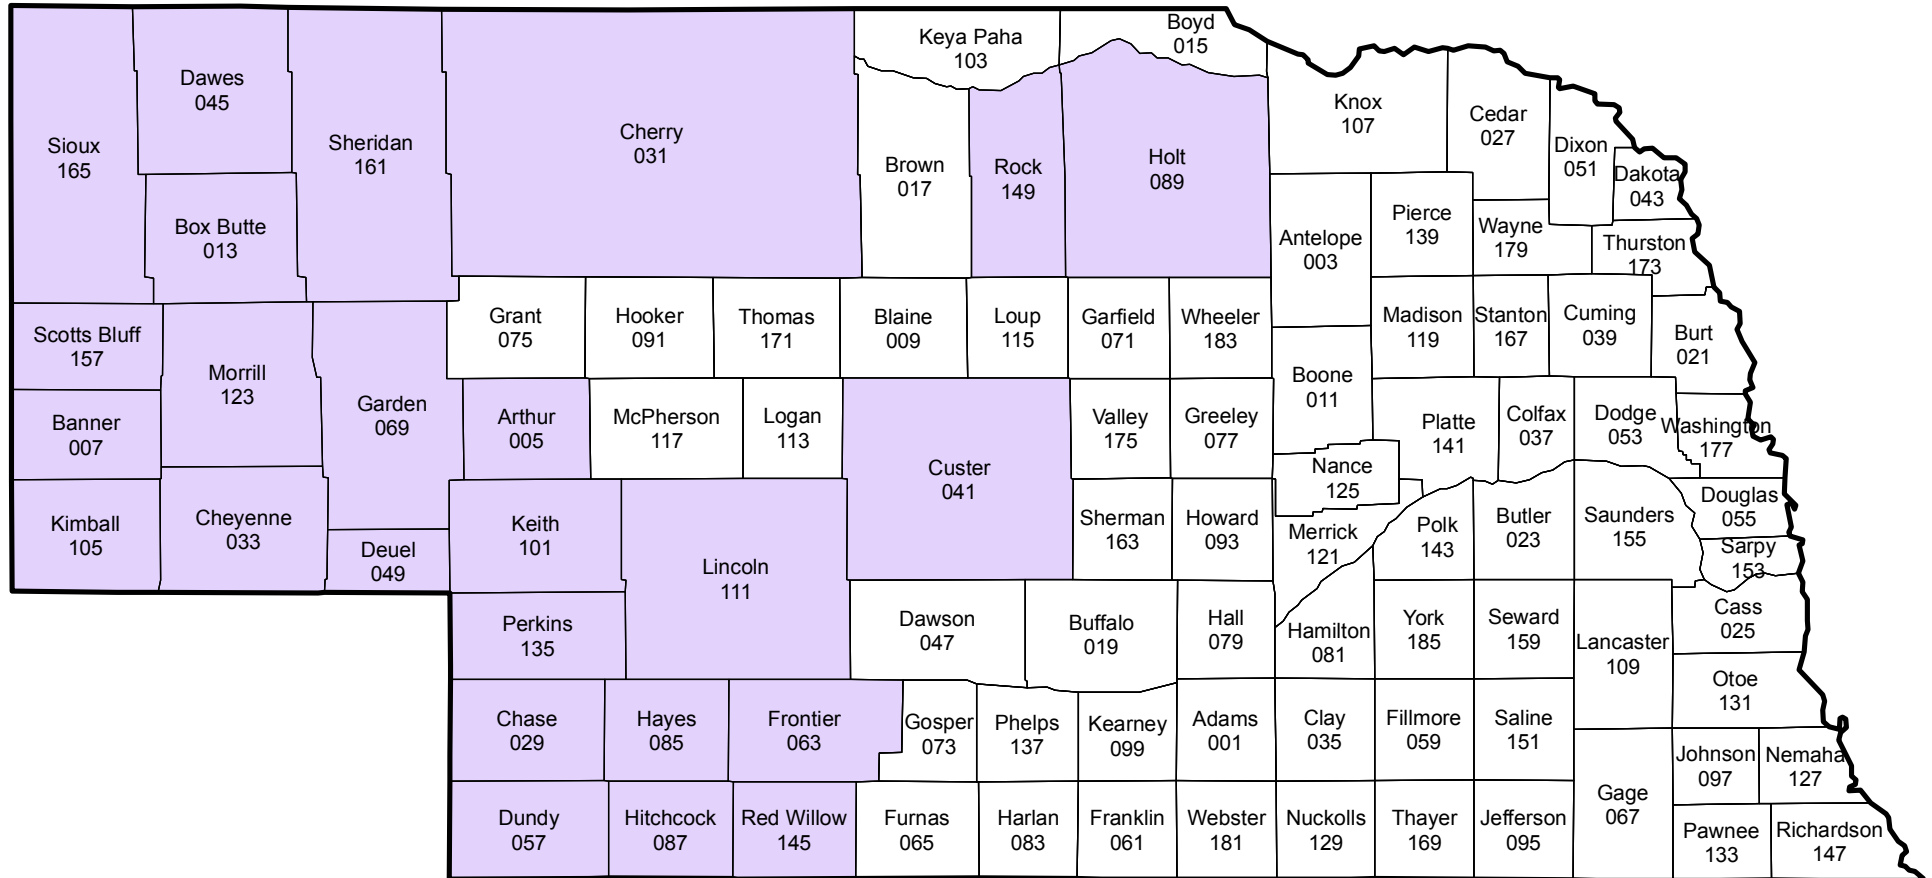 Boyd
015
Keya Paha
103
Dawes
045
Sioux
165
Sheridan
161
Cherry
031
Brown
017
Rock
149
Holt
089
Knox
107
Cedar
027
Dixon
051
Dakota
043
Box Butte
013
Antelope
003
Pierce
139
Wayne
179
Thurston
173
Scotts Bluff
157
Morrill
123
Garden
069
Grant
075
Hooker
091
Thomas
171
Blaine
009
Loup
115
Garfield
071
Wheeler
183
Madison
119
Stanton
167
Cuming
039
Burt
021
Banner
007
Arthur
005
McPherson
117
Logan
113
Custer
041
Valley
175
Greeley
077
Boone
011
Platte
141
Colfax
037
Dodge
053
Washington
177
Nance
125
Kimball
105
Cheyenne
033
Deuel
049
Keith
101
Lincoln
111
Sherman
163
Howard
093
Merrick
121
Polk
143
Butler
023
Saunders
155
Douglas
055
Sarpy
153
Perkins
135
Dawson
047
Buffalo
019
Hall
079
Hamilton
081
York
185
Seward
159
Lancaster
109
Cass
025
Otoe
131
Chase
029
Hayes
085
Frontier
063
Gosper
073
Phelps
137
Kearney
099
Adams
001
Clay
035
Fillmore
059
Saline
151
Johnson
097
Nemaha
127
Dundy
057
Hitchcock
087
Red Willow
145
Furnas
065
Harlan
083
Franklin
061
Webster
181
Nuckolls
129
Thayer
169
Jefferson
095
Gage
067
Pawnee
133
Richardson
147